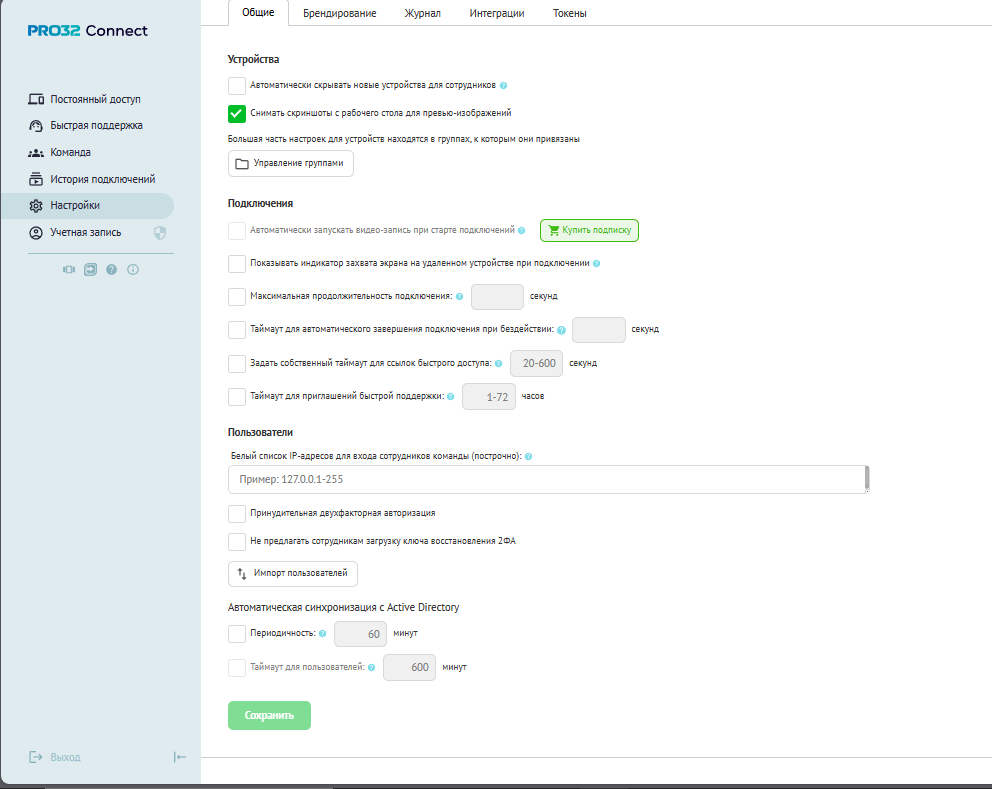 PRO32 Connect
Постоянный доступ
Быстрая поддержка
Команда
История подключений
Настройки
Учетная запись
Выход
Общие Брендирование Журнал Интеграции Токены
Устройства
Автоматически скрывать новые устройства для сотрудников ?
Снимать скриншоты с рабочего стола для превью-изображений
Большая часть настроек для устройств находятся в группах, к которым они привязаны
Управление группами
Подключения
Автоматически запускать видео-запись при старте подключений ? Купить подписку
Показывать индикатор захвата экрана на удаленном устройстве при подключении ?
Максимальная продолжительность подключения: ? секунд
Таймаут для автоматического завершения подключения при бездействии: ? секунд
Задать собственный таймаут для ссылок быстрого доступа: ? 20-600 секунд
Таймаут для приглашений быстрой поддержки: ? 1-72 часов
Пользователи
Белый список IP-адресов для входа сотрудников команды (построчно): ?
Пример: 127.0.0.1-255
Принудительная двухфакторная авторизация
Не предлагать сотрудникам загрузку ключа восстановления 2ФА
Импорт пользователей
Автоматическая синхронизация с Active Directory
Периодичность: ? 60 минут
Таймаут для пользователей: ? 600 минут
Сохранить